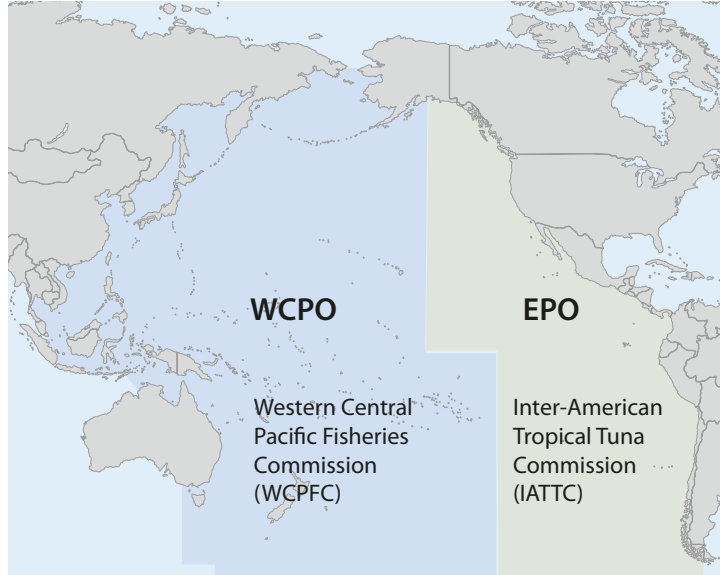 WCPO
EPO
Western Central
Pacific Fisheries
Commission
(WCPFC)
Inter-American
Tropical Tuna
Commission
(IATTC)